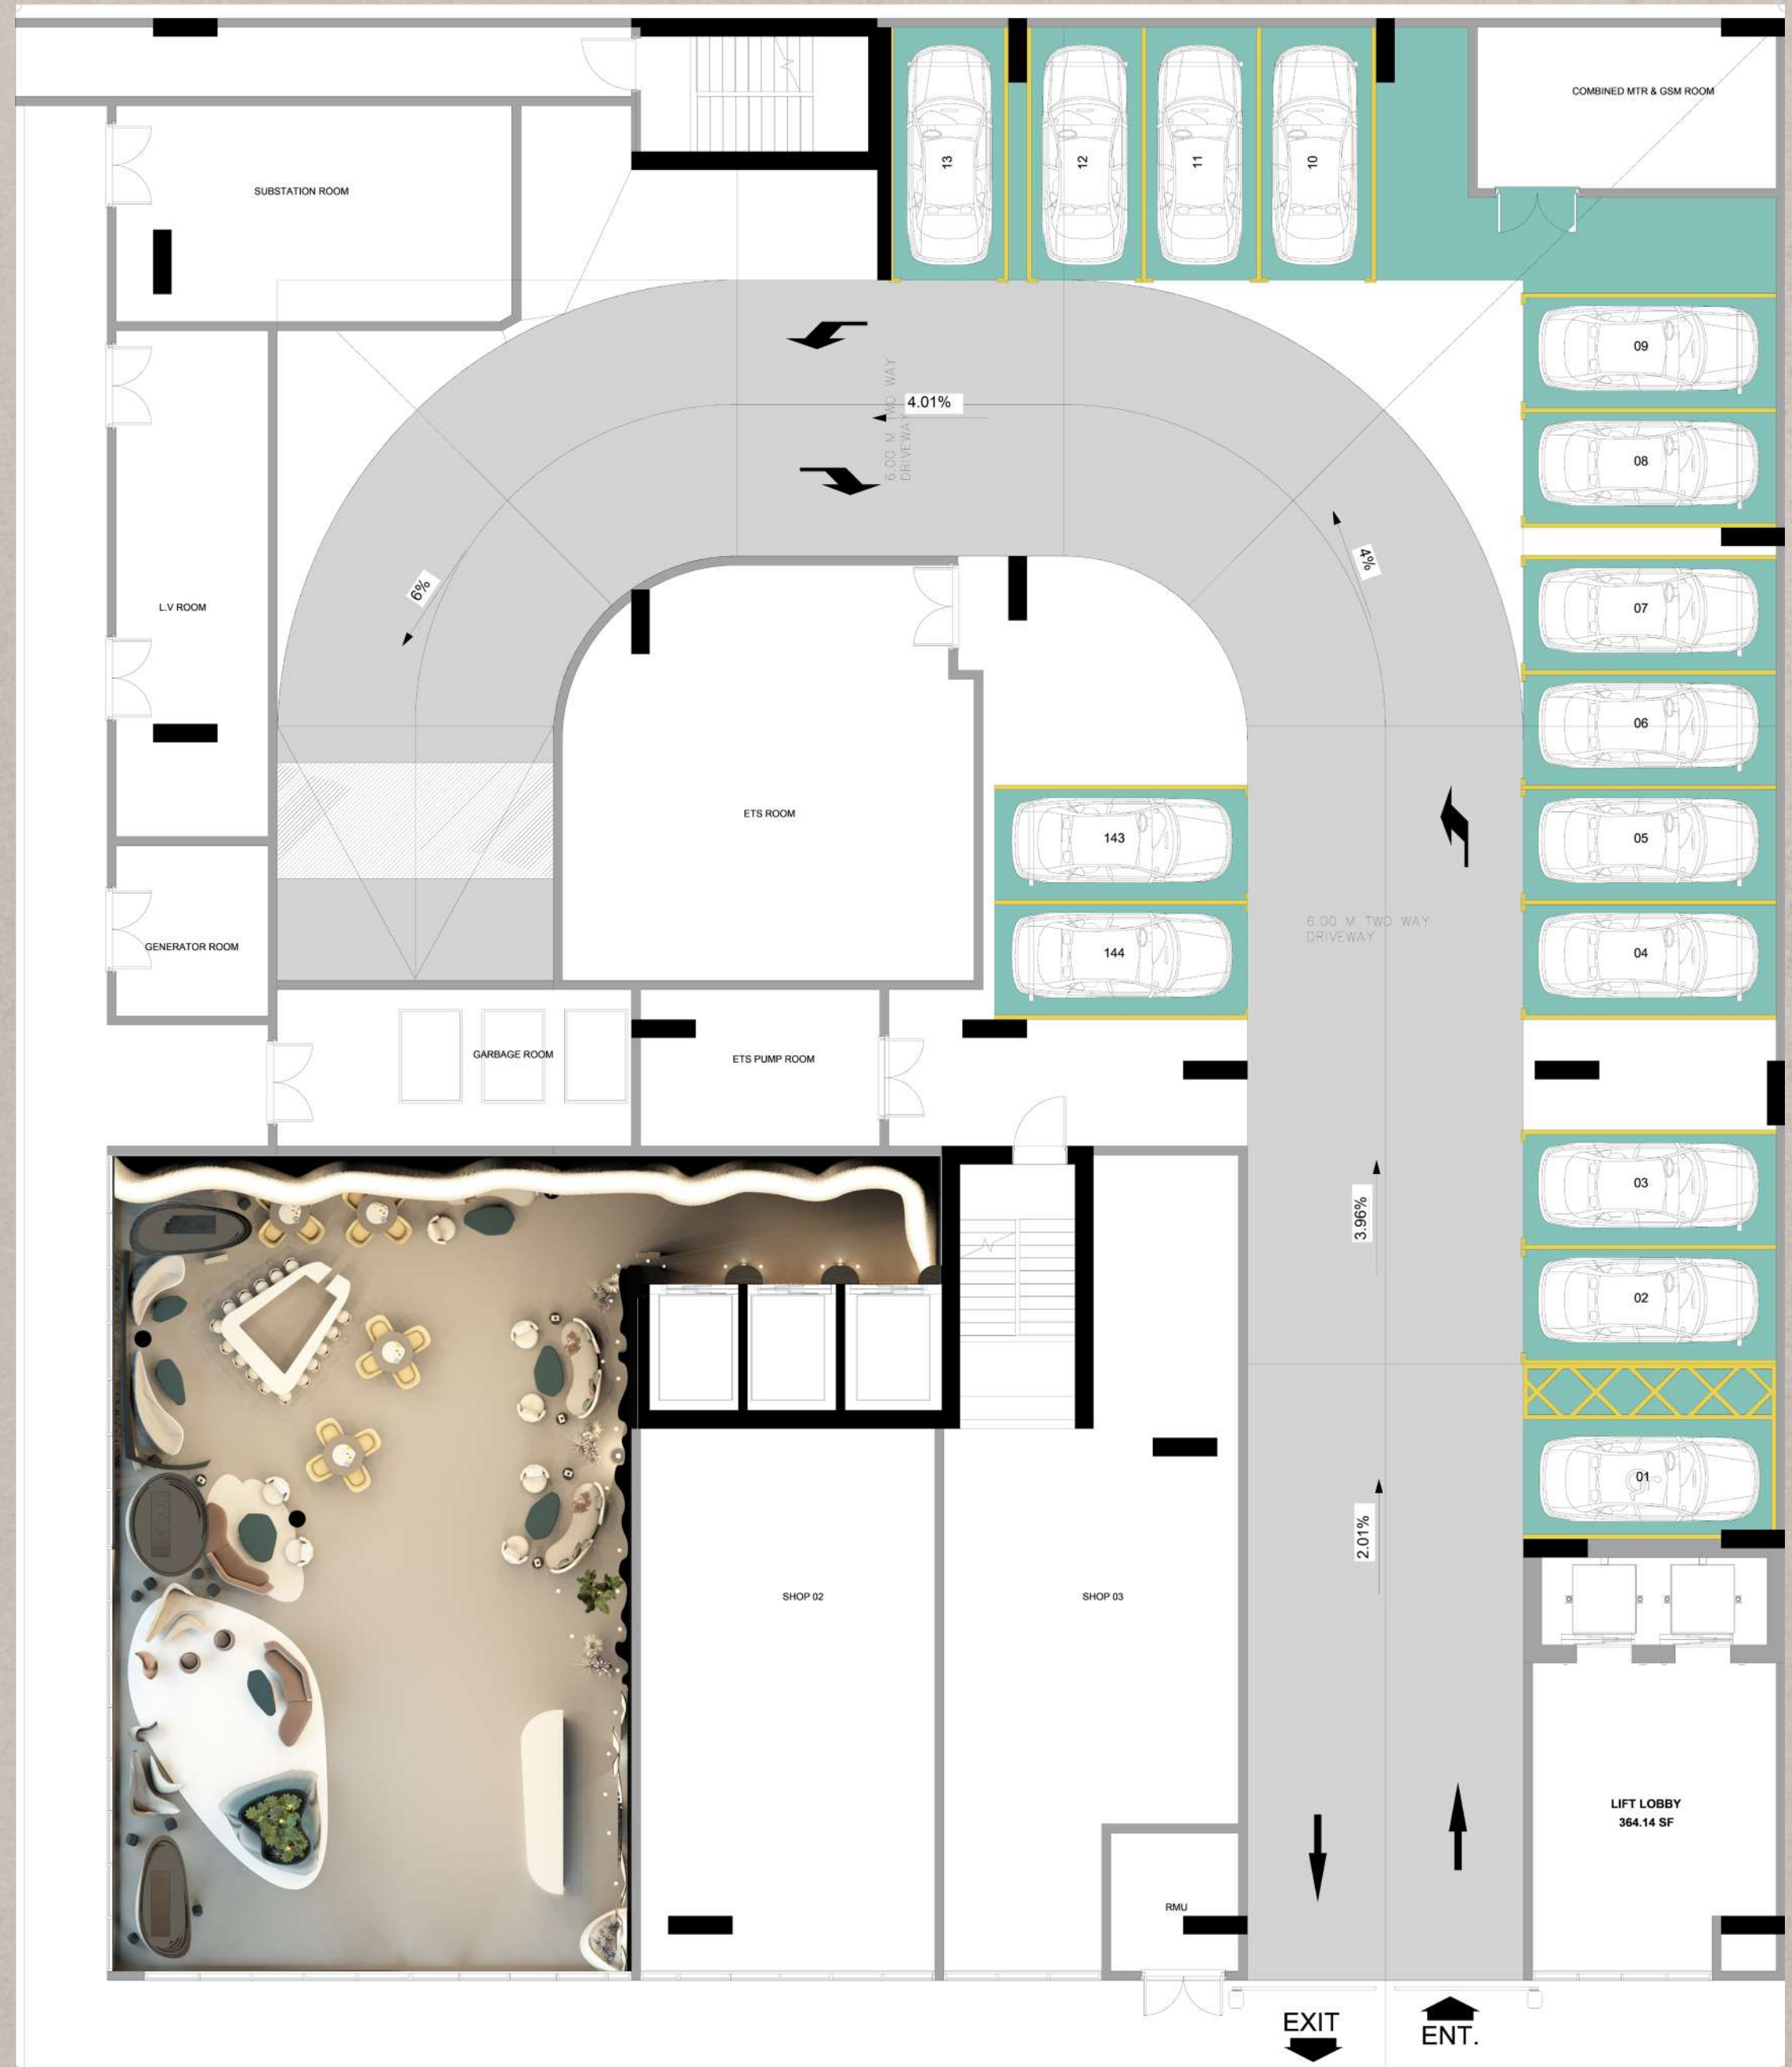 COMBINED MTR & GSM ROOM
13
12
11
10
SUBSTATION ROOM
09
6.00 M TWO WAY
DRIVEWAY
4.01%
08
4%
6%
L.V ROOM
07
06
ETS ROOM
143
05
6.00 M TWO WAY
DRIVEWAY
GENERATOR ROOM
144
04
GARBAGE ROOM
ETS PUMP ROOM
03
3.96%
02
01
2.01%
SHOP 02
SHOP 03
LIFT LOBBY
364.14 SF
RMU
EXIT
ENT.